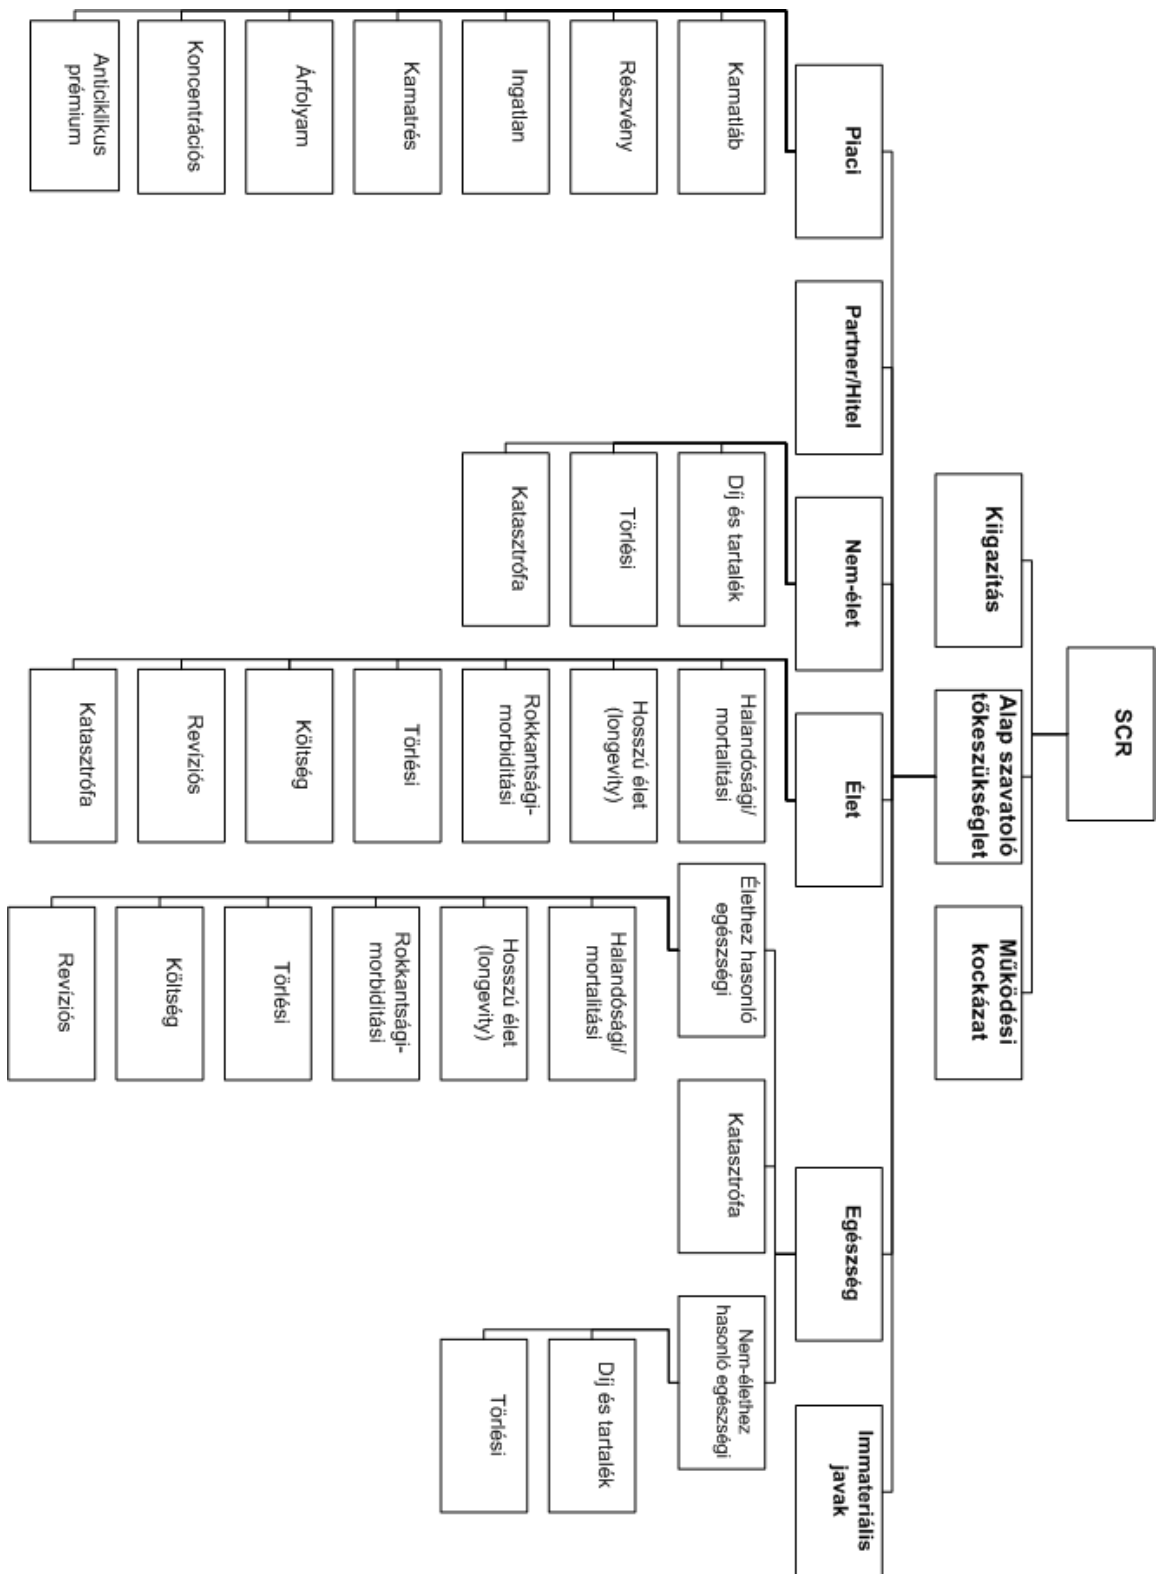 SCR
Kiigazítás
Alap szavatoló
tőkeszükséglet
Működési
kockázat
Piaci
Partner/Hitel
Nem-élet
Élet
Egészség
Immateriális
javak
Kamatláb
Részvény
Ingatlan
Kamatrés
Árfolyam
Koncentrációs
Anticiklikus
prémium
Díj és tartalék
Törlési
Katasztrófa
Halandósági/
mortalitási
Hosszú élet
(longevity)
Rokkantsági-
morbiditási
Törlési
Költség
Revíziós
Katasztrófa
Élethez hasonló
egészségi
Katasztrófa
Nem-élethez
hasonló egészségi
Halandósági/
mortalitási
Hosszú élet
(longevity)
Rokkantsági-
morbiditási
Törlési
Költség
Revíziós
Díj és tartalék
Törlési